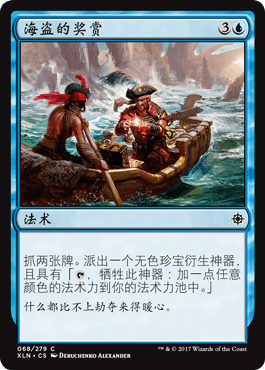 海盗的奖赏 3
法术
抓两张牌。派出一个无色珍宝衍生神器，
且具有「，牺牲此神器：加一点任意
颜色的法术力到你的法术力池中。」
什么都比不上劫夺来得暖心。
068/279 C
XLN • CS Deruchenko Alexander
™ & © 2017 Wizards of the Coast